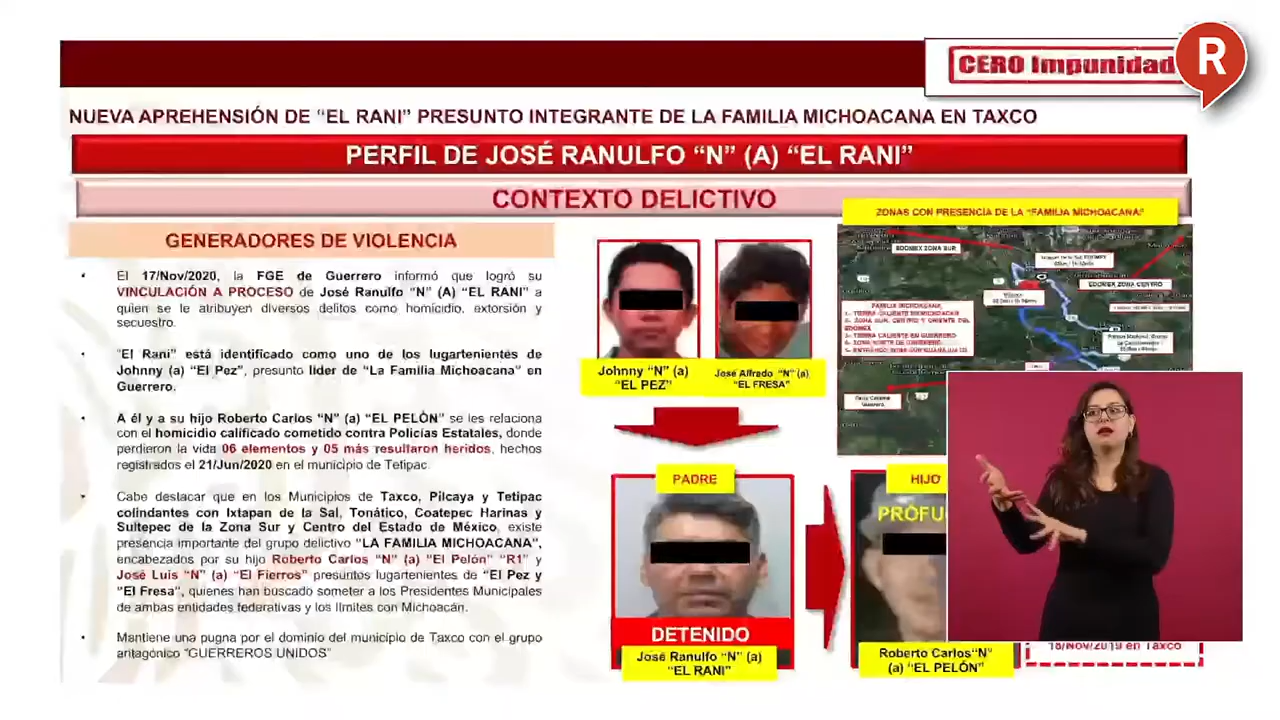 CERO Impunidad
R
NUEVA APREHENSIÓN DE “EL RANI” PRESUNTO INTEGRANTE DE LA FAMILIA MICHOACANA EN TAXCO
PERFIL DE JOSÉ RANULFO “N” (A) “EL RANI”
CONTEXTO DELICTIVO
GENERADORES DE VIOLENCIA
• El 17/Nov/2020, la FGE de Guerrero informó que logró su
VINCULACIÓN A PROCESO de José Ranulfo “N” (A) “EL RANI” a
quien se le atribuyen diversos delitos como homicidio, extorsión y
secuestro.
• “El Rani” está identificado como uno de los lugartenientes de
Johnny (a) “El Pez”, presunto líder de “La Familia Michoacana” en
Guerrero.
• A él y a su hijo Roberto Carlos “N” (a) “EL PELÓN” se les relaciona
con el homicidio calificado cometido contra Policías Estatales, donde
perdieron la vida 06 elementos y 05 más resultaron heridos, hechos
registrados el 21/Jun/2020 en el municipio de Tetipac.
• Cabe destacar que en los Municipios de Taxco, Pilcaya y Tetipac
colindantes con Ixtapan de la Sal, Tonático, Coatepec Harinas y
Sultepec de la Zona Sur y Centro del Estado de México, existe
presencia importante del grupo delictivo “LA FAMILIA MICHOACANA”,
encabezados por su hijo Roberto Carlos “N” (a) “El Pelón” “R1” y
José Luis “N” (a) “El Fierros” presuntos lugartenientes de “El Pez y
“El Fresa”, quienes han buscado someter a los Presidentes Municipales
de ambas entidades federativas y los límites con Michoacán.
• Mantiene una pugna por el dominio del municipio de Taxco con el grupo
antagónico “GUERREROS UNIDOS”
Johnny “N” (a)
“EL PEZ”
José Alfrado “N” (a)
“EL FRESA”
ZONAS CON PRESENCIA DE LA “FAMILIA MICHOACANA”
EDOMEX ZONA SUR
EDOMEX ZONA CENTRO
FAMILIA MICHOACANA
PADRE
DETENIDO
José Ranulfo “N” (a)
“EL RANI”
HIJO
PRÓFU
Roberto Carlos“N”
(a) “EL PELÓN”
18/Nov/2019 en Taxco